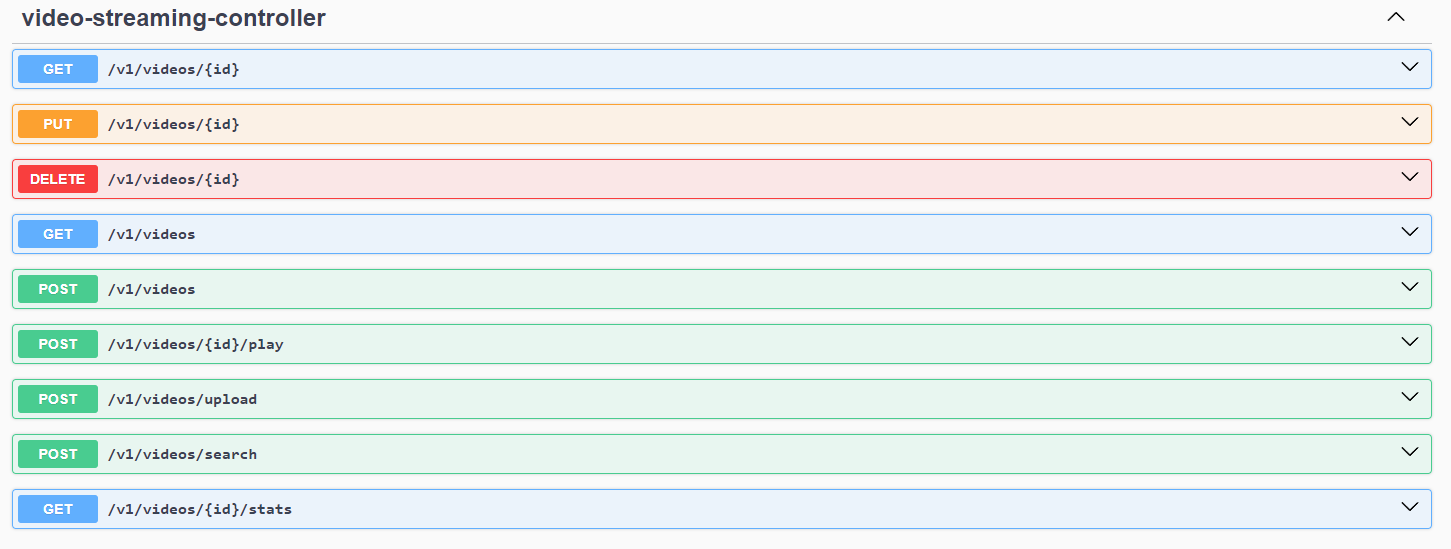 video-streaming-controller
GET /v1/videos/{id}
PUT /v1/videos/{id}
DELETE /v1/videos/{id}
GET /v1/videos
POST /v1/videos
POST /v1/videos/{id}/play
POST /v1/videos/upload
POST /v1/videos/search
GET /v1/videos/{id}/stats